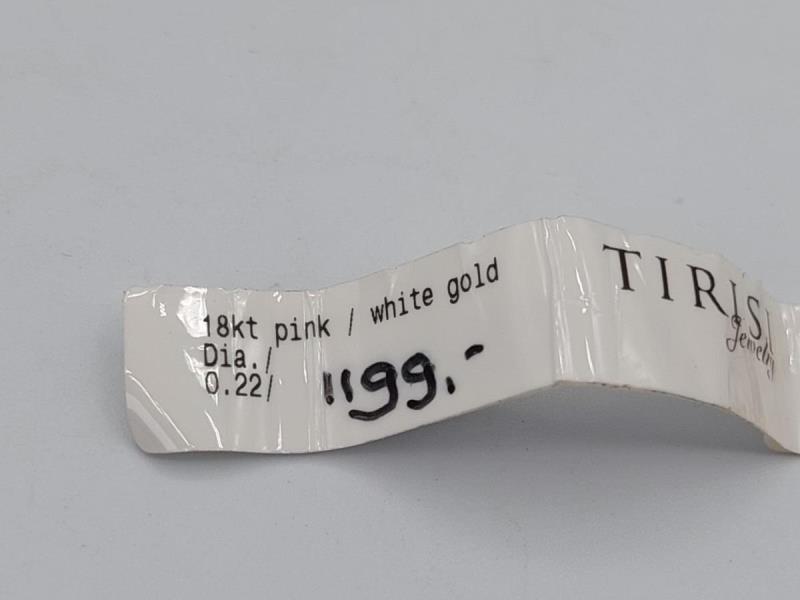 18kt pink / white gold
Dia./
0.22/
1199,-
TIRISI
Jewelry